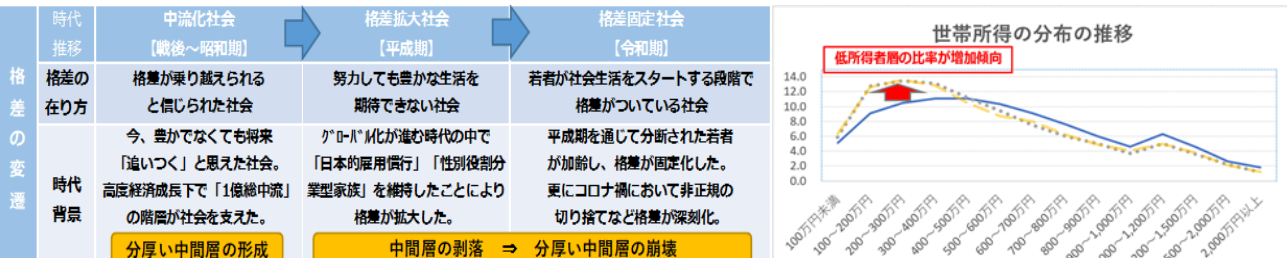 格差の変遷
時代
推移
中流化社会
【戦後～昭和期】
格差拡大社会
【平成期】
格差固定社会
【令和期】
格差の
在り方
格差が乗り越えられる
と信じられた社会
努力しても豊かな生活を
期待できない社会
若者が社会生活をスタートする段階で
格差がついている社会
時代
背景
今、豊かでなくても将来
「追いつく」と思えた社会。
高度経済成長下で「1億総中流」
の階層が社会を支えた。
グローバル化が進む時代の中で
「日本的雇用慣行」「性別役割分
業型家族」を維持したことにより
格差が拡大した。
平成期を通じて分断された若者
が加齢し、格差が固定化した。
更にコロナ禍において非正規の
切り捨てなど格差が深刻化。
分厚い中間層の形成
中間層の剥落 ⇒ 分厚い中間層の崩壊
世帯所得の分布の推移
低所得者層の比率が増加傾向
14.0
12.0
10.0
8.0
6.0
4.0
2.0
0.0
100万円未満
100～200万円
200～300万円
300～400万円
400～500万円
500～600万円
600～700万円
700～800万円
800～900万円
900～1,000万円
000～1,200万円
200～1,500万円
500～2,000万円
2,000万円以上